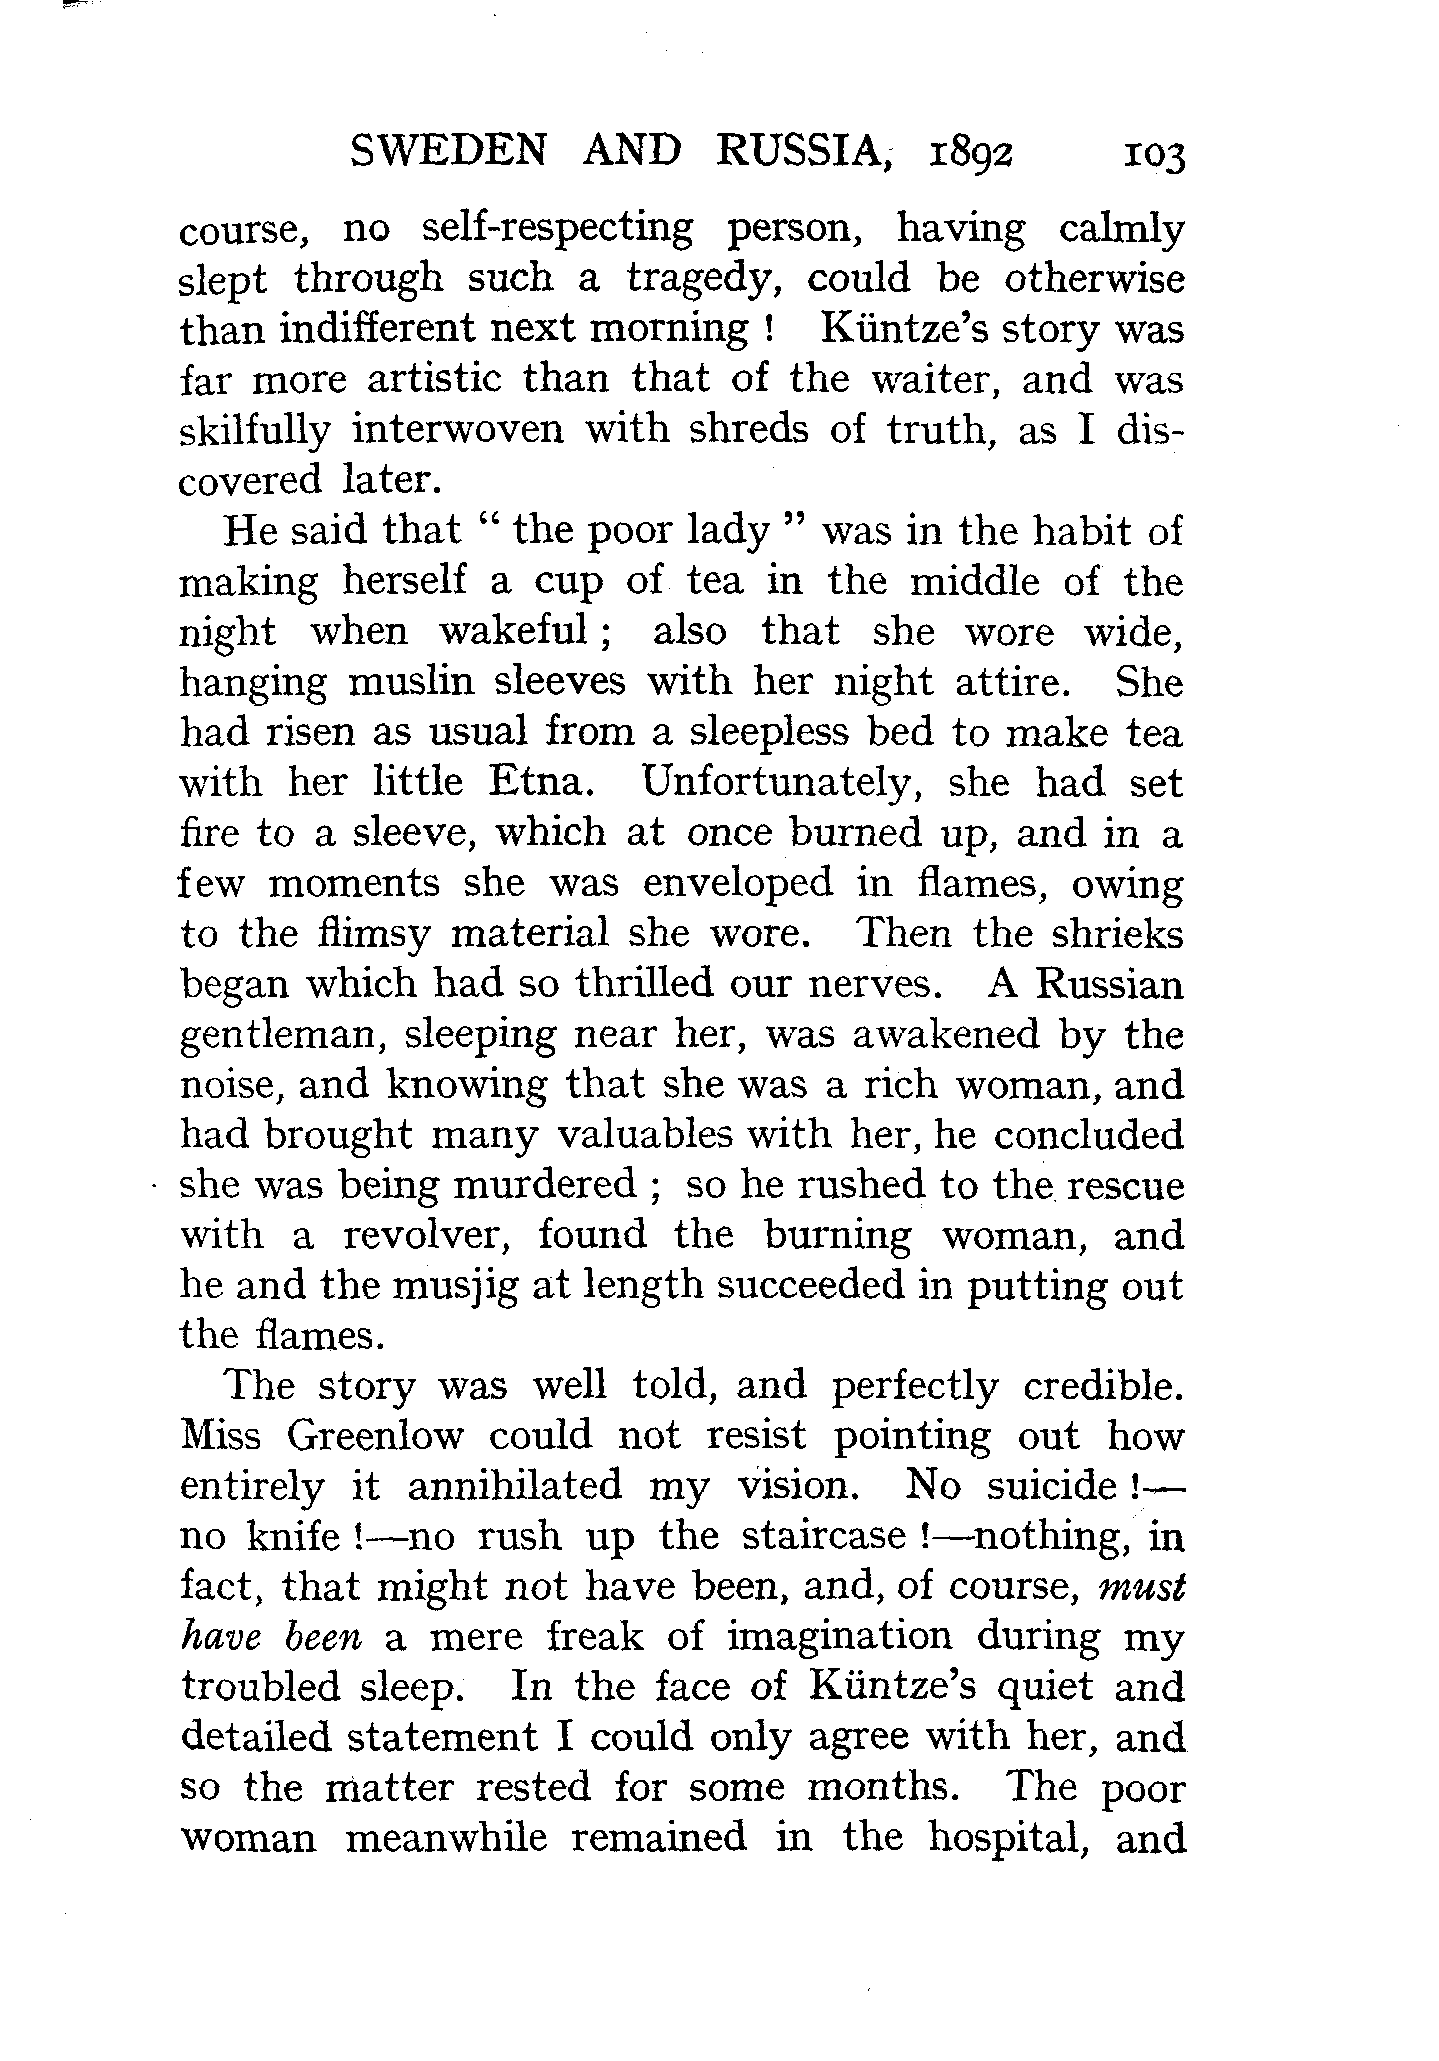 SWEDEN AND RUSSIA, 1892 103
course, no self-respecting person, having calmly
slept through such a tragedy, could be otherwise
than indifferent next morning ! Küntze's story was
far more artistic than that of the waiter, and was
skilfully interwoven with shreds of truth, as I dis-
covered later.
He said that “ the poor lady ” was in the habit of
making herself a cup of tea in the middle of the
night when wakeful ; also that she wore wide,
hanging muslin sleeves with her night attire. She
had risen as usual from a sleepless bed to make tea
with her little Etna. Unfortunately, she had set
fire to a sleeve, which at once burned up, and in a
few moments she was enveloped in flames, owing
to the flimsy material she wore. Then the shrieks
began which had so thrilled our nerves. A Russian
gentleman, sleeping near her, was awakened by the
noise, and knowing that she was a rich woman, and
had brought many valuables with her, he concluded
she was being murdered ; so he rushed to the rescue
with a revolver, found the burning woman, and
he and the musjig at length succeeded in putting out
the flames.
The story was well told, and perfectly credible.
Miss Greenlow could not resist pointing out how
entirely it annihilated my vision. No suicide !—
no knife !—no rush up the staircase !—nothing, in
fact, that might not have been, and, of course, must
have been a mere freak of imagination during my
troubled sleep. In the face of Küntze's quiet and
detailed statement I could only agree with her, and
so the matter rested for some months. The poor
woman meanwhile remained in the hospital, and